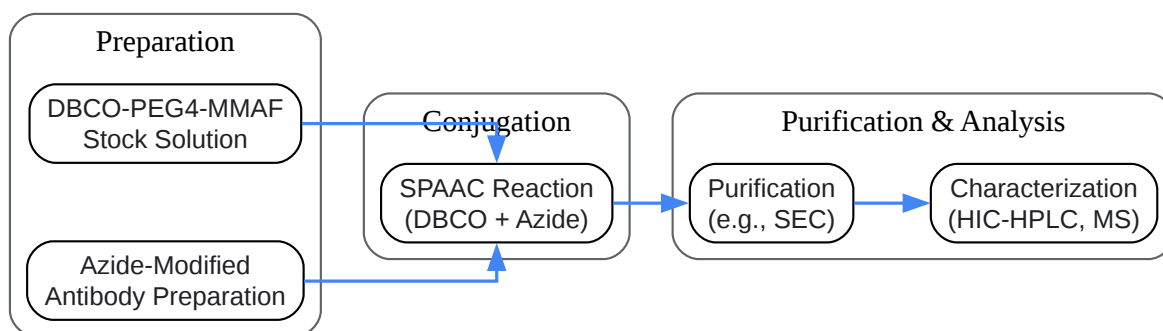 Preparation
DBCO-PEG4-MMAF
Stock Solution
Azide-Modified
Antibody Preparation
Conjugation
SPAAC Reaction
(DBCO + Azide)
Purification & Analysis
Purification
(e.g., SEC)
Characterization
(HIC-HPLC, MS)